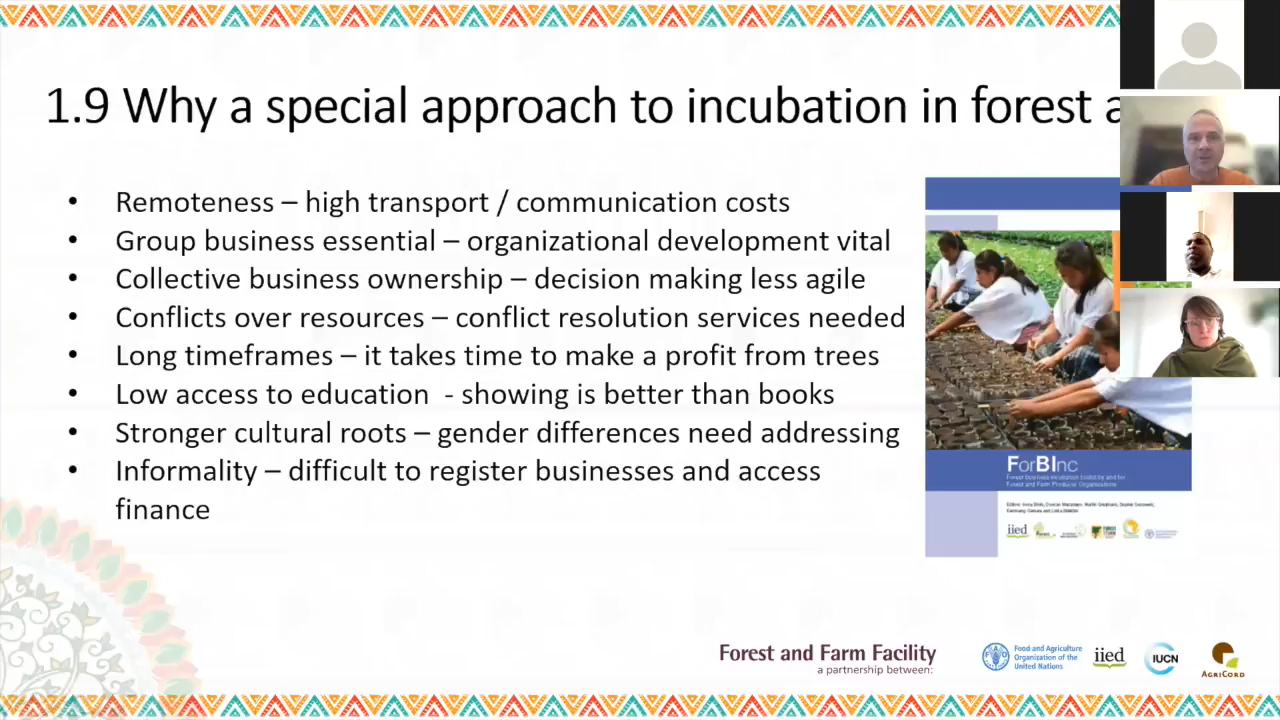 1.9 Why a special approach to incubation in forest a
• Remoteness – high transport / communication costs
• Group business essential – organizational development vital
• Collective business ownership – decision making less agile
• Conflicts over resources – conflict resolution services needed
• Long timeframes – it takes time to make a profit from trees
• Low access to education - showing is better than books
• Stronger cultural roots – gender differences need addressing
• Informality – difficult to register businesses and access
finance
ForBInc
Forest business incubation toolkit by and for
Forest and Farm Producer Organisations
iied
Forest and Farm Facility
a partnership between:
Food and Agriculture
Organization of the
United Nations
iied
IUCN
AGRICORD